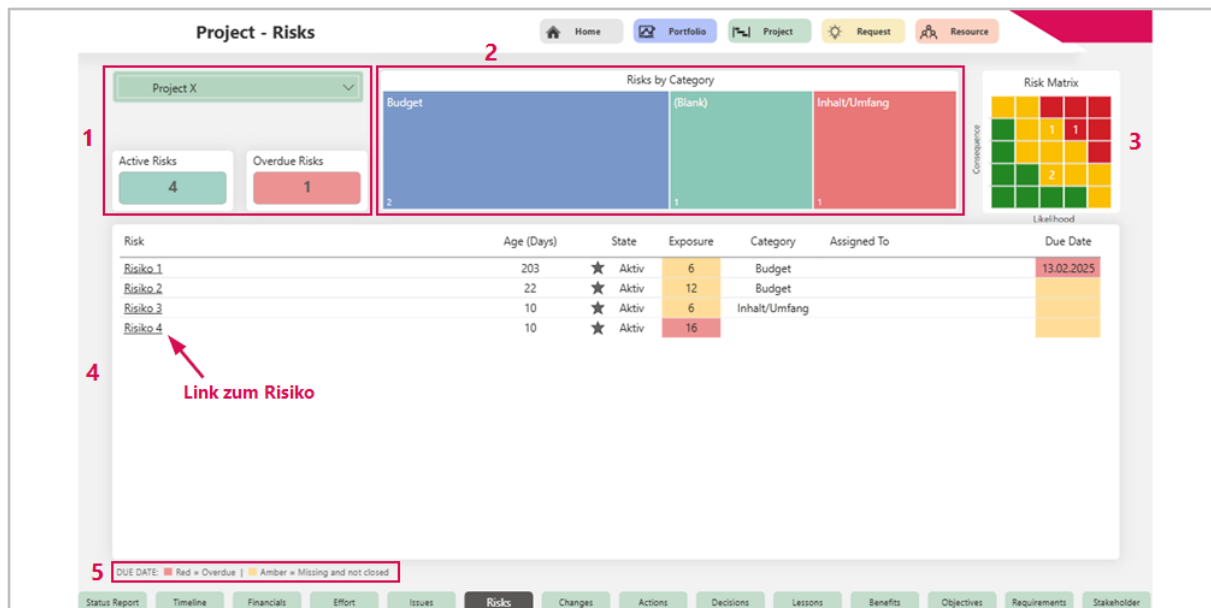 Project - Risks
Home
Portfolio
Project
Request
Resource
2
1
Project X
Active Risks
4
Overdue Risks
1
Risks by Category
Budget
2
(Blank)
1
Inhalt/Umfang
1
Risk Matrix
Consequence
1 1
2
Likelihood
3
Risk Age (Days) State Exposure Category Assigned To Due Date
Risiko 1 203 ★ Aktiv 6 Budget 13.02.2025
Risiko 2 22 ★ Aktiv 12 Budget
Risiko 3 10 ★ Aktiv 6 Inhalt/Umfang
Risiko 4 10 ★ Aktiv 16
4
Link zum Risiko
5
DUE DATE: Red = Overdue | Amber = Missing and not closed
Status Report Timeline Financials Effort Issues Risks Changes Actions Decisions Lessons Benefits Objectives Requirements Stakeholder